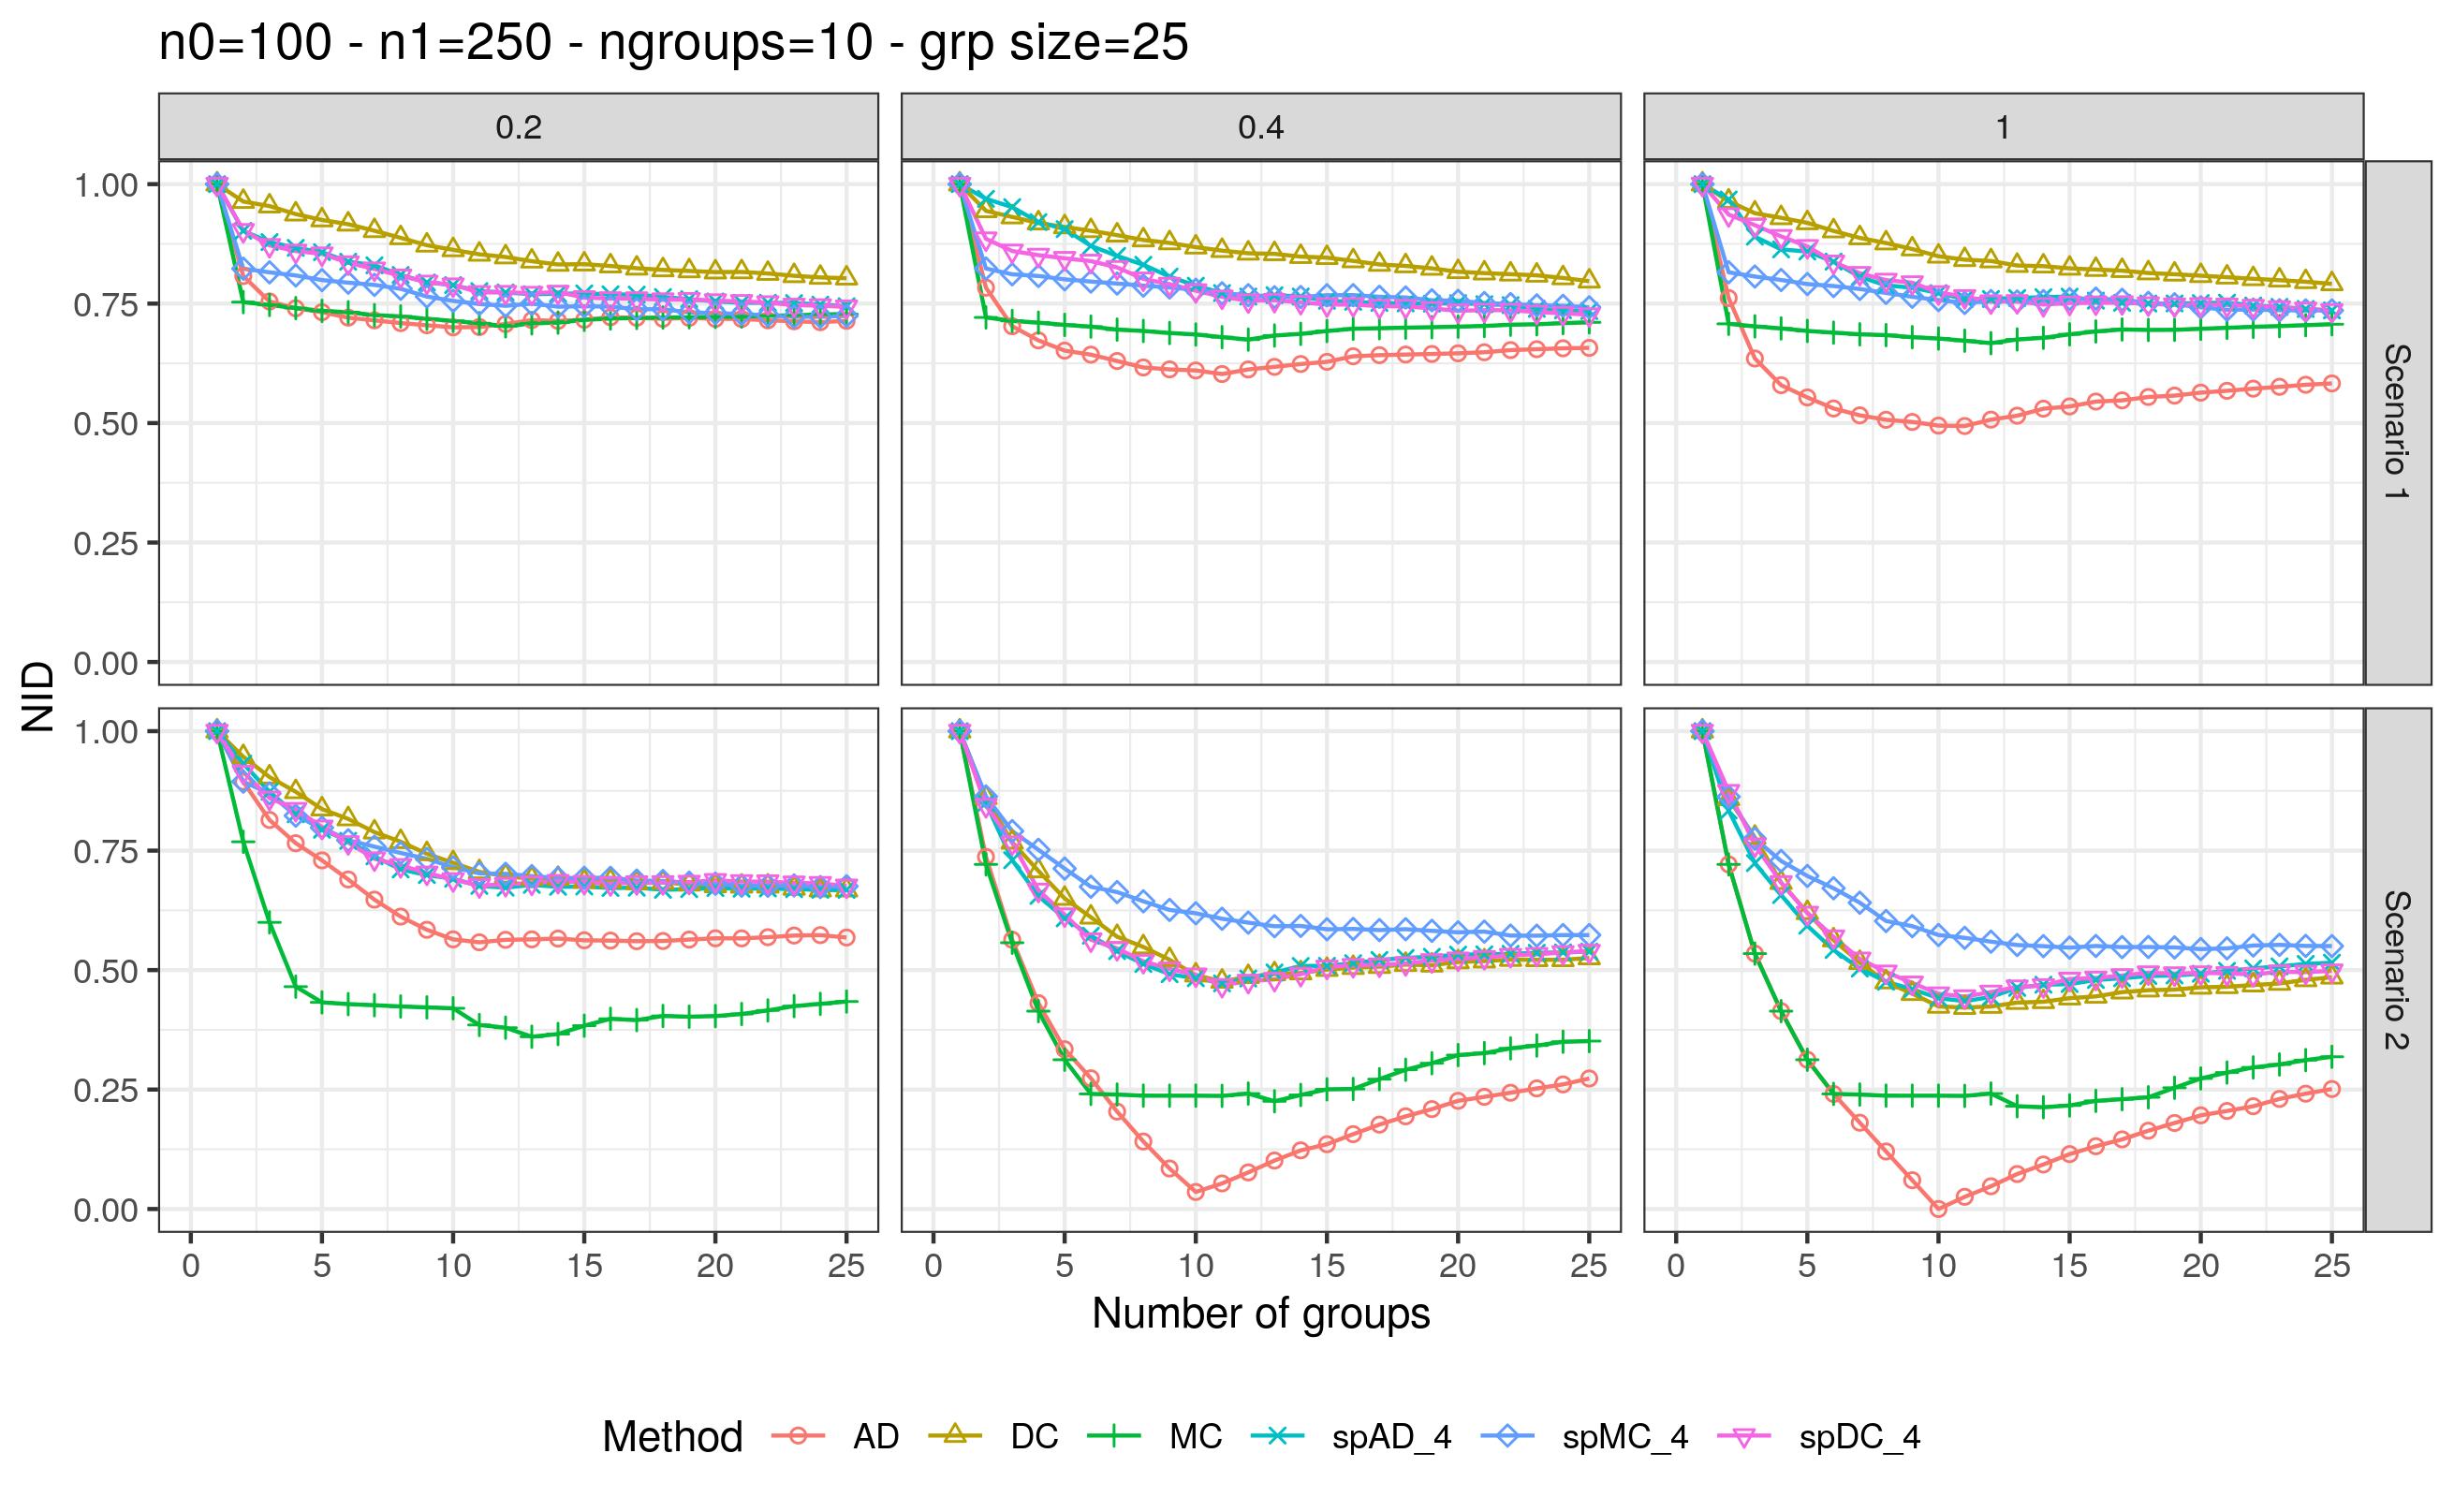 n0=100 - n1=250 - ngroups=10 - grp size=25
0.2 0.4 1
1.00
0.75
0.50
0.25
0.00
Scenario 1
NID
1.00
0.75
0.50
0.25
0.00
Scenario 2
0 5 10 15 20 25 0 5 10 15 20 25 0 5 10 15 20 25
Number of groups
Method AD DC MC spAD_4 spMC_4 spDC_4